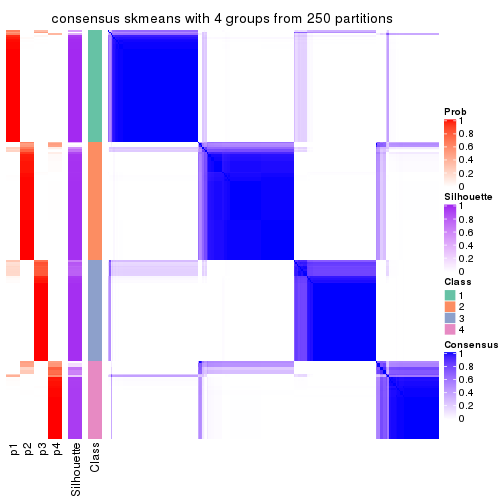 consensus skmeans with 4 groups from 250 partitions
Prob
1
0.8
0.6
0.4
0.2
0
Silhouette
1
0.8
0.6
0.4
0.2
0
Class
1
2
3
4
Consensus
1
0.8
0.6
0.4
0.2
0
p1
p2
p3
p4
Silhouette
Class